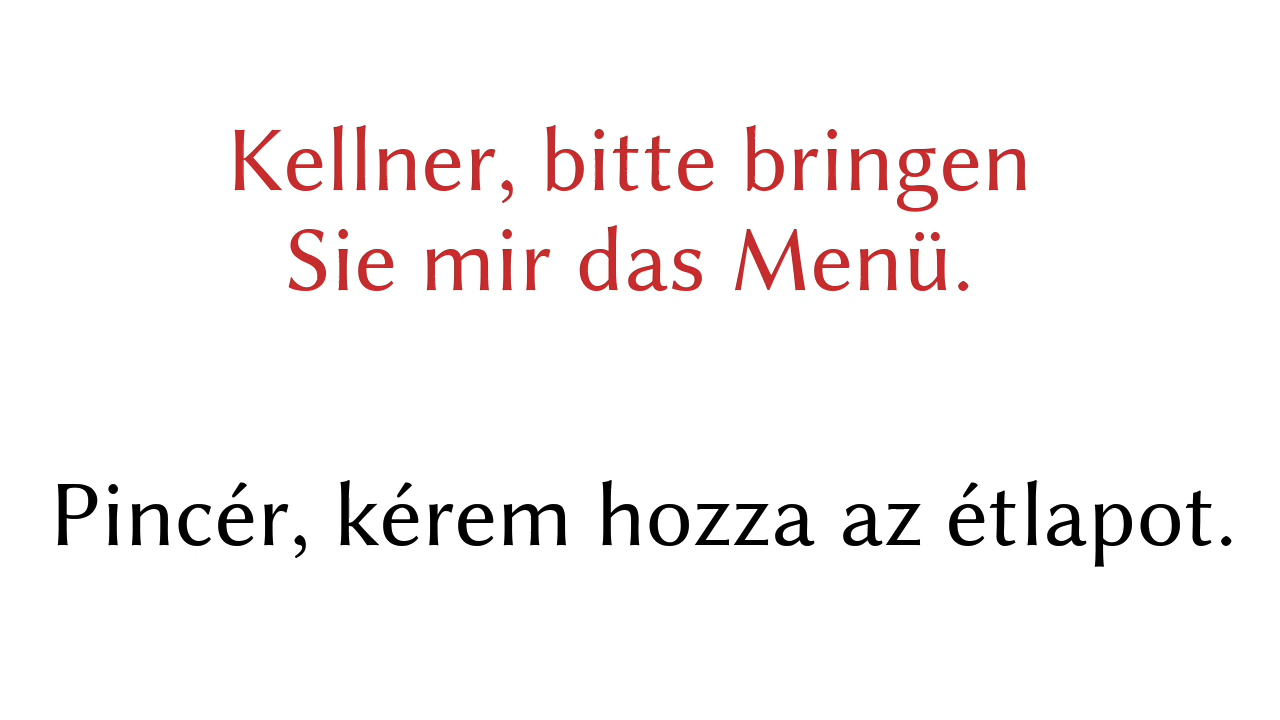 Kellner, bitte bringen
Sie mir das Menü.
Pincér, kérem hozza az étlapot.